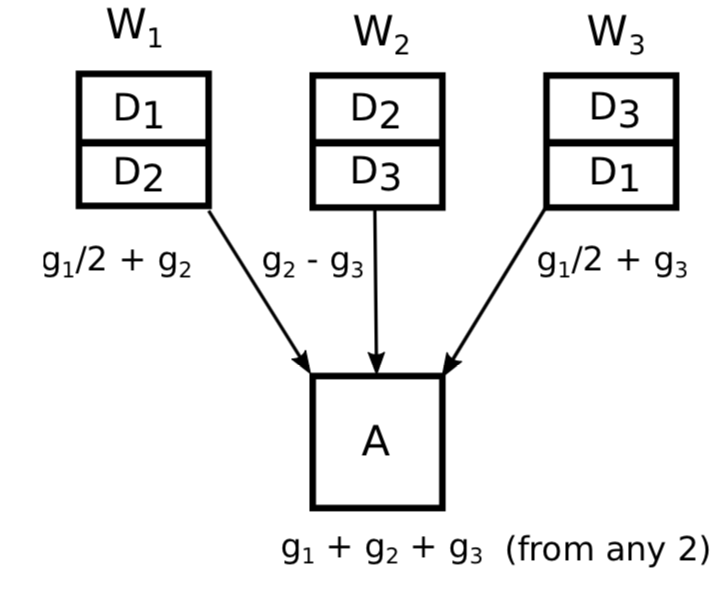 W₁ W₂ W₃
D1 D2 D3
D2 D3 D1
g₁/2 + g₂ g₂ - g₃ g₁/2 + g₃
A
g₁ + g₂ + g₃ (from any 2)